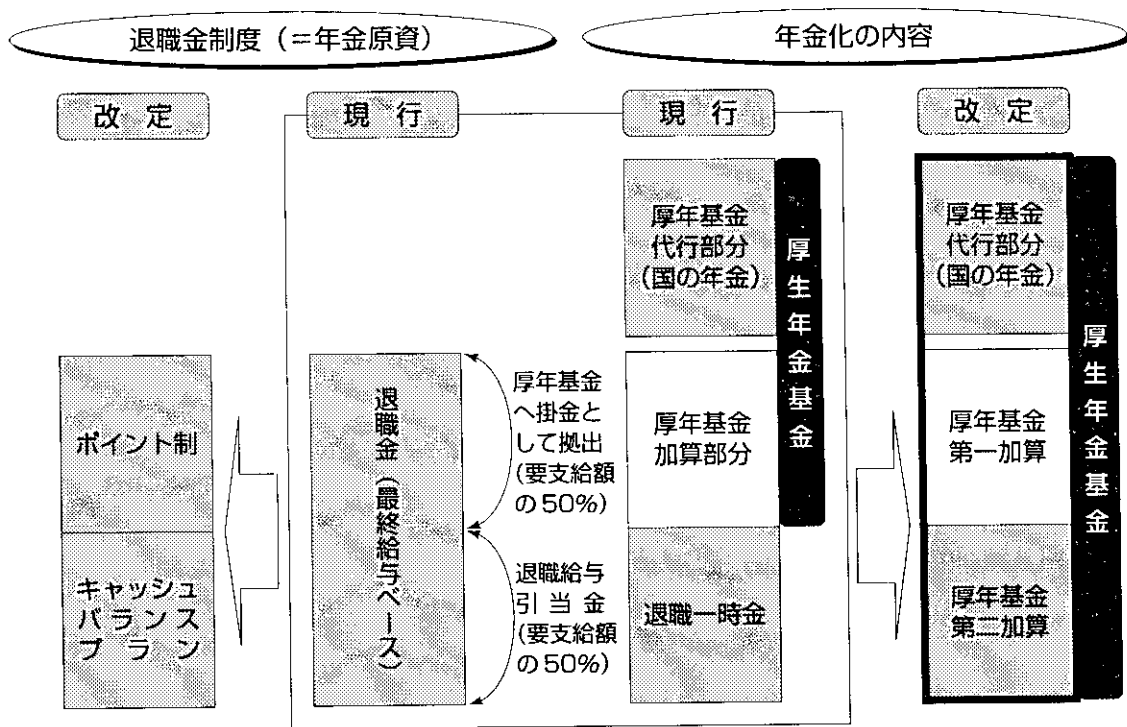 退職金制度（＝年金原資）
年金化の内容
改 定
現 行
現 行
改 定
ポイント制
キャッシュ
バランス
プラン
退職金（最終給与ベース）
厚年基金
へ掛金と
して拠出
（要支給額
の50%）
退職給与
引当金
（要支給額
の50%）
厚年基金
代行部分
（国の年金）
厚年基金
加算部分
退職一時金
厚生年金基金
厚年基金
代行部分
（国の年金）
厚年基金
第一加算
厚年基金
第二加算
厚生年金基金